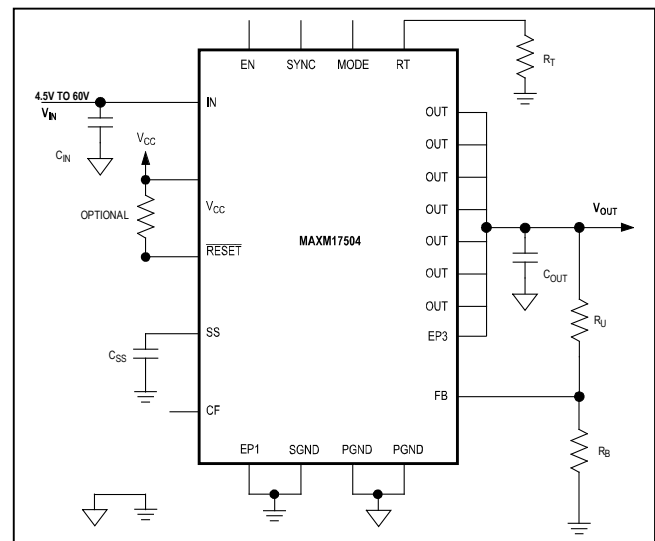 EN SYNC MODE RT
R_T
4.5V TO 60V
V_IN
IN
C_IN
V_CC
V_CC
OPTIONAL
RESET
MAXM17504
OUT
OUT
OUT
OUT
OUT
OUT
OUT
EP3
V_OUT
C_OUT
R_U
SS
C_SS
CF
FB
R_B
EP1 SGND PGND PGND